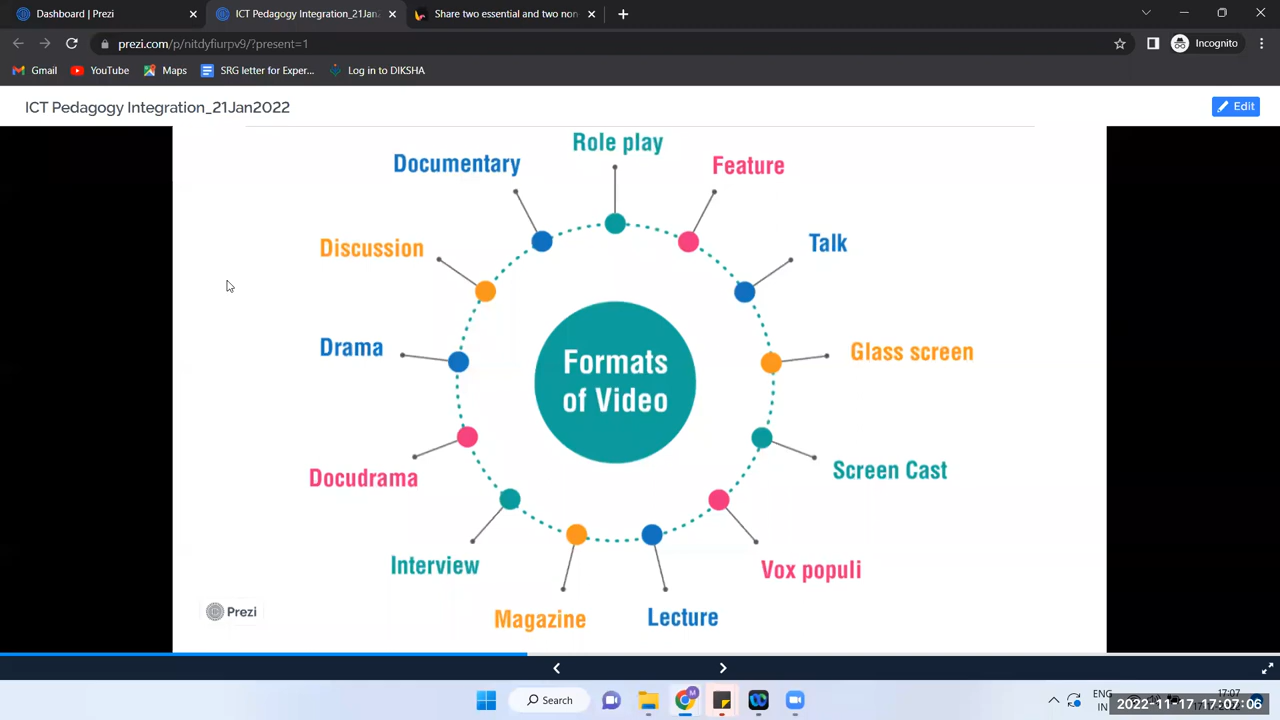 Dashboard | Prezi
ICT Pedagogy Integration_21Jan2
Share two essential and two non
prezi.com/p/nitdyfiurpv9/?present=1
Incognito
Gmail
YouTube
Maps
SRG letter for Exper...
Log in to DIKSHA
ICT Pedagogy Integration_21Jan2022
Edit
Role play
Documentary
Feature
Discussion
Talk
Drama
Glass screen
Formats
of Video
Docudrama
Screen Cast
Interview
Vox populi
Magazine
Lecture
Prezi
Search
ENG
IN
17:07
2022-11-17 17:07:06